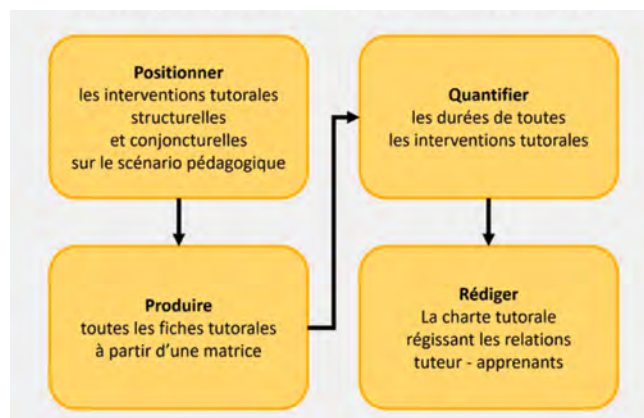 Positionner
les interventions tutorales
structurelles
et conjoncturelles
sur le scénario pédagogique
Produire
toutes les fiches tutorales
à partir d'une matrice
Quantifier
les durées de toutes
les interventions tutorales
Rédiger
La charte tutorale
régissant les relations
tuteur - apprenants